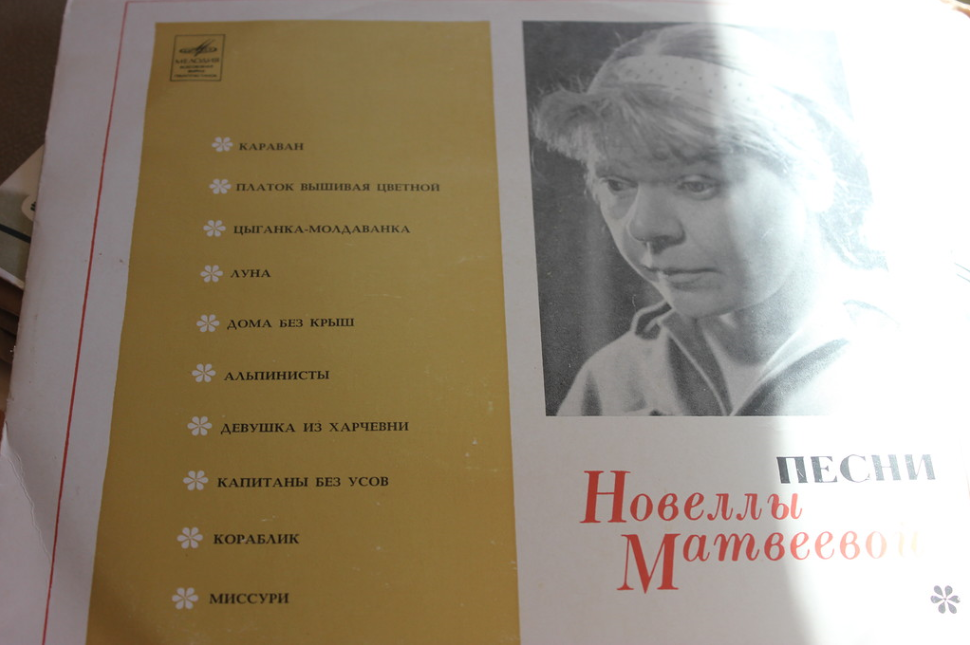 МЕЛОДИЯ
КАРАВАН
ПЛАТОК ВЫШИВАЯ ЦВЕТНОЙ
ЦЫГАНКА-МОЛДАВАНКА
ЛУНА
ДОМА БЕЗ КРЫШ
АЛЬПИНИСТЫ
ДЕВУШКА ИЗ ХАРЧЕВНИ
КАПИТАНЫ БЕЗ УСОВ
КОРАБЛИК
МИССУРИ
ПЕСНИ
Новеллы
Матвеевой